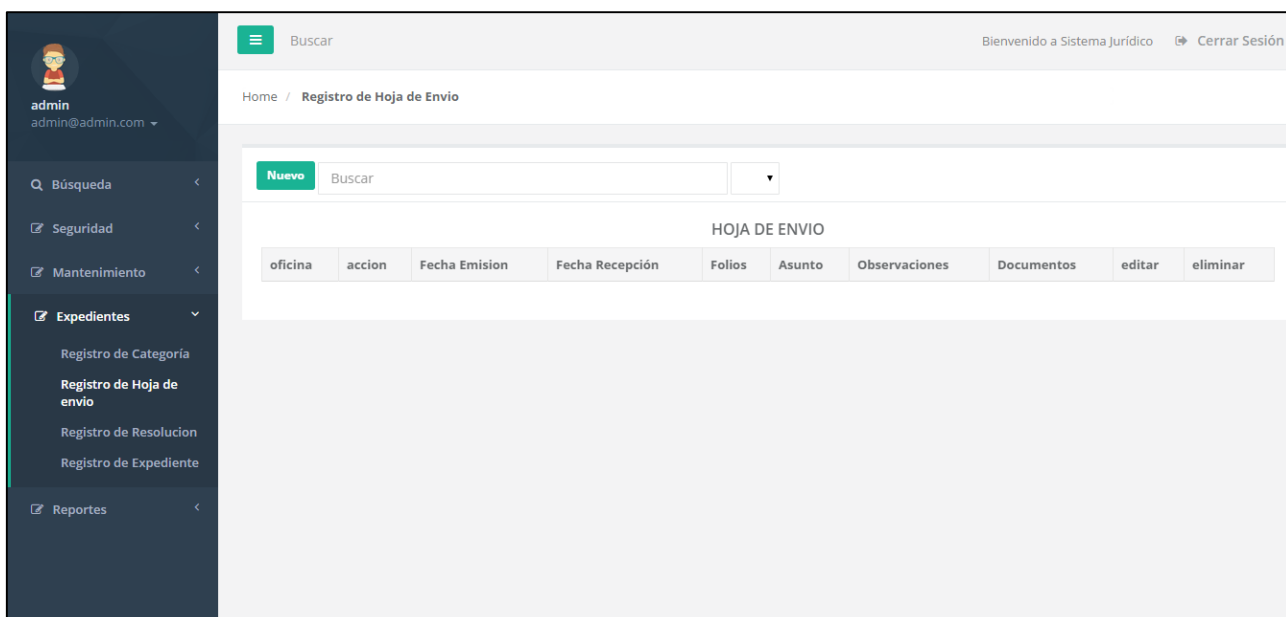 admin
admin@admin.com
Búsqueda
Seguridad
Mantenimiento
Expedientes
Registro de Categoría
Registro de Hoja de
envio
Registro de Resolucion
Registro de Expediente
Reportes
Buscar
Bienvenido a Sistema Jurídico
Cerrar Sesión
Home / Registro de Hoja de Envio
Nuevo
Buscar
HOJA DE ENVIO
oficina accion Fecha Emision Fecha Recepción Folios Asunto Observaciones Documentos editar eliminar